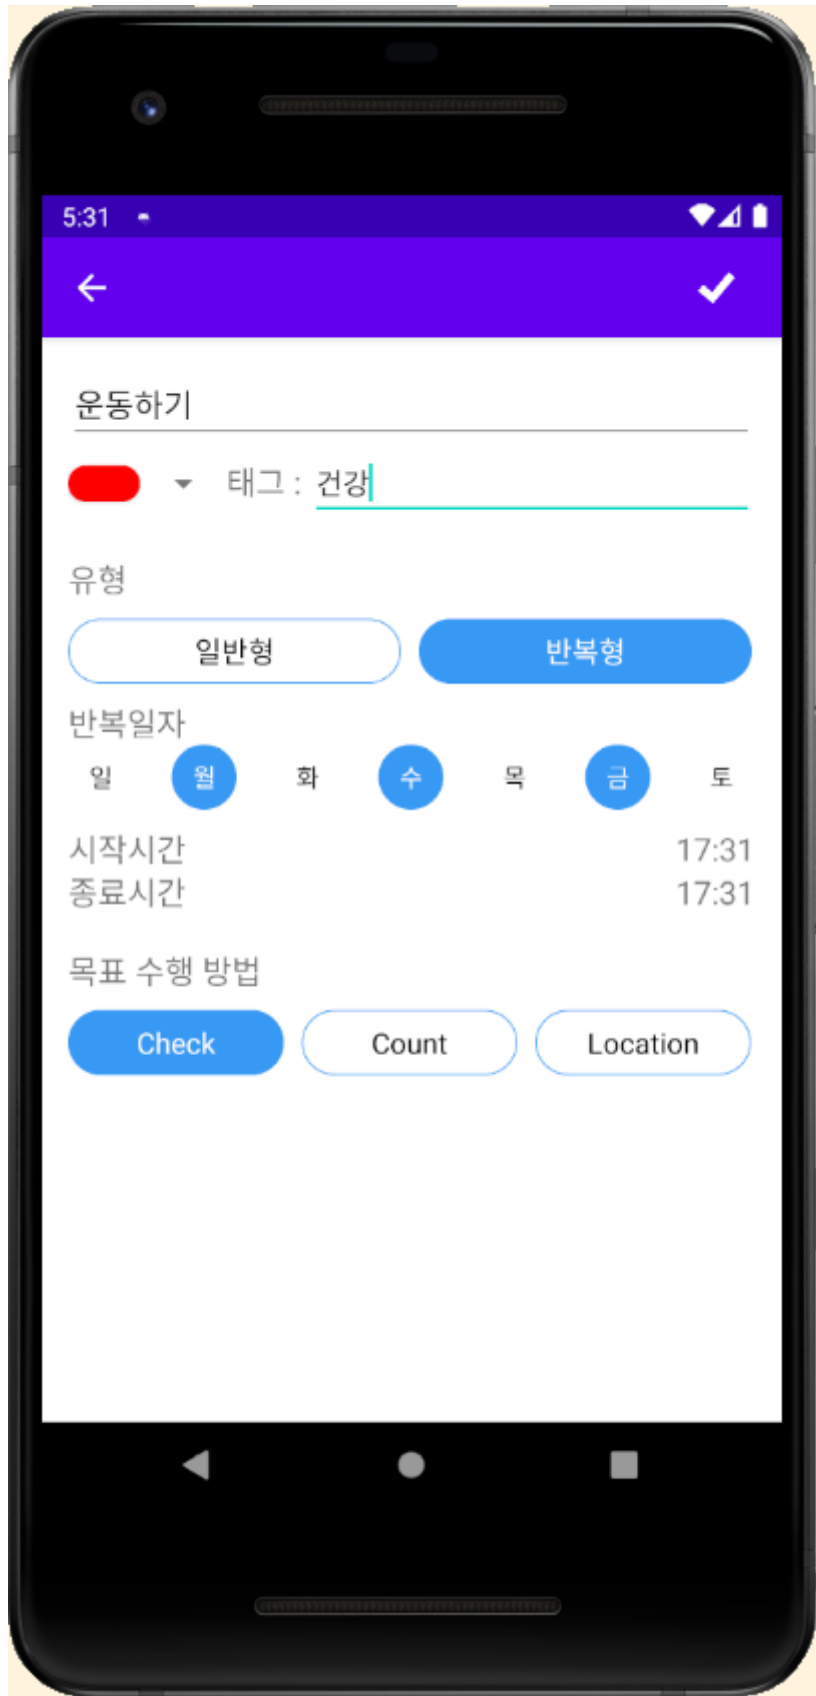 5:31
운동하기
태그 : 건강
유형
일반형 반복형
반복일자
일 월 화 수 목 금 토
시작시간 17:31
종료시간 17:31
목표 수행 방법
Check Count Location